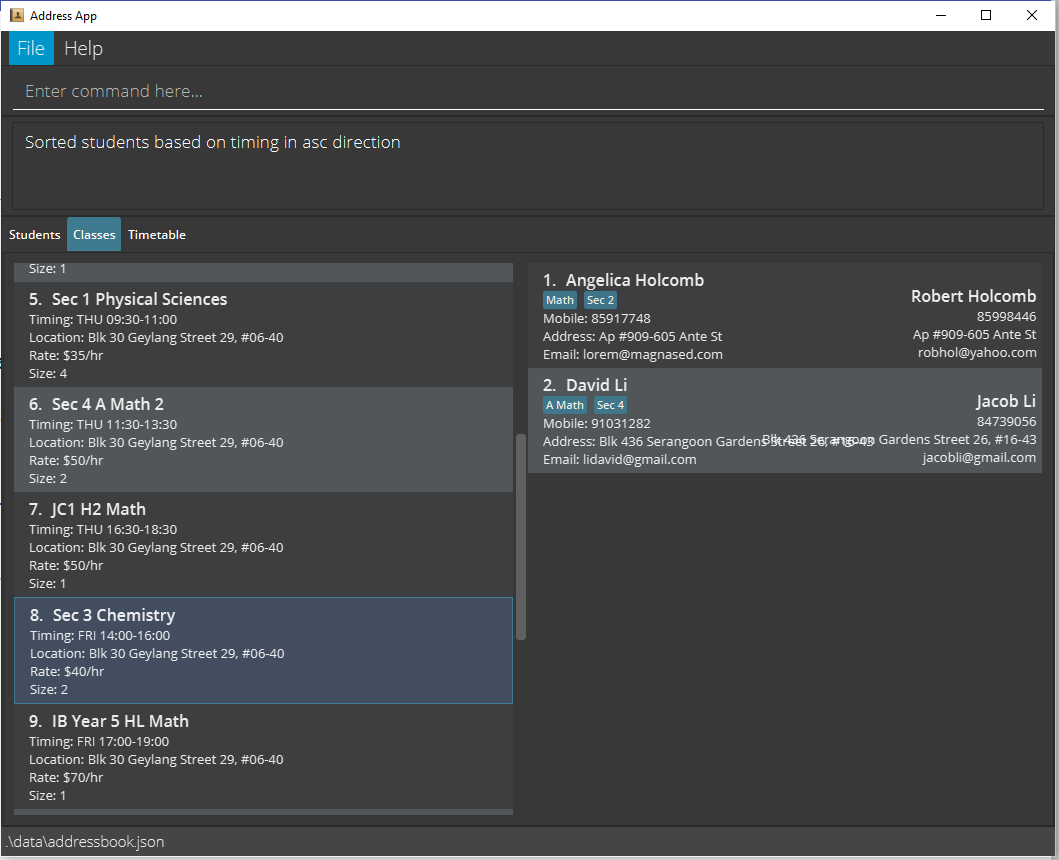 Address App
File Help
Enter command here...
Sorted students based on timing in asc direction
Students Classes Timetable
Size: 1
5. Sec 1 Physical Sciences
Timing: THU 09:30-11:00
Location: Blk 30 Geylang Street 29, #06-40
Rate: $35/hr
Size: 4
6. Sec 4 A Math 2
Timing: THU 11:30-13:30
Location: Blk 30 Geylang Street 29, #06-40
Rate: $50/hr
Size: 2
7. JC1 H2 Math
Timing: THU 16:30-18:30
Location: Blk 30 Geylang Street 29, #06-40
Rate: $50/hr
Size: 1
8. Sec 3 Chemistry
Timing: FRI 14:00-16:00
Location: Blk 30 Geylang Street 29, #06-40
Rate: $40/hr
Size: 2
9. IB Year 5 HL Math
Timing: FRI 17:00-19:00
Location: Blk 30 Geylang Street 29, #06-40
Rate: $70/hr
Size: 1
1. Angelica Holcomb
Math Sec 2
Mobile: 85917748
Address: Ap #909-605 Ante St
Email: lorem@magnased.com
Robert Holcomb
85998446
Ap #909-605 Ante St
robhol@yahoo.com
2. David Li
A Math Sec 4
Mobile: 91031282
Address: Blk 436 Serangoon Gardens Street 26, #16-43
Email: lidavid@gmail.com
Jacob Li
84739056
Blk 436 Serangoon Gardens Street 26, #16-43
jacobli@gmail.com
.\data\addressbook.json